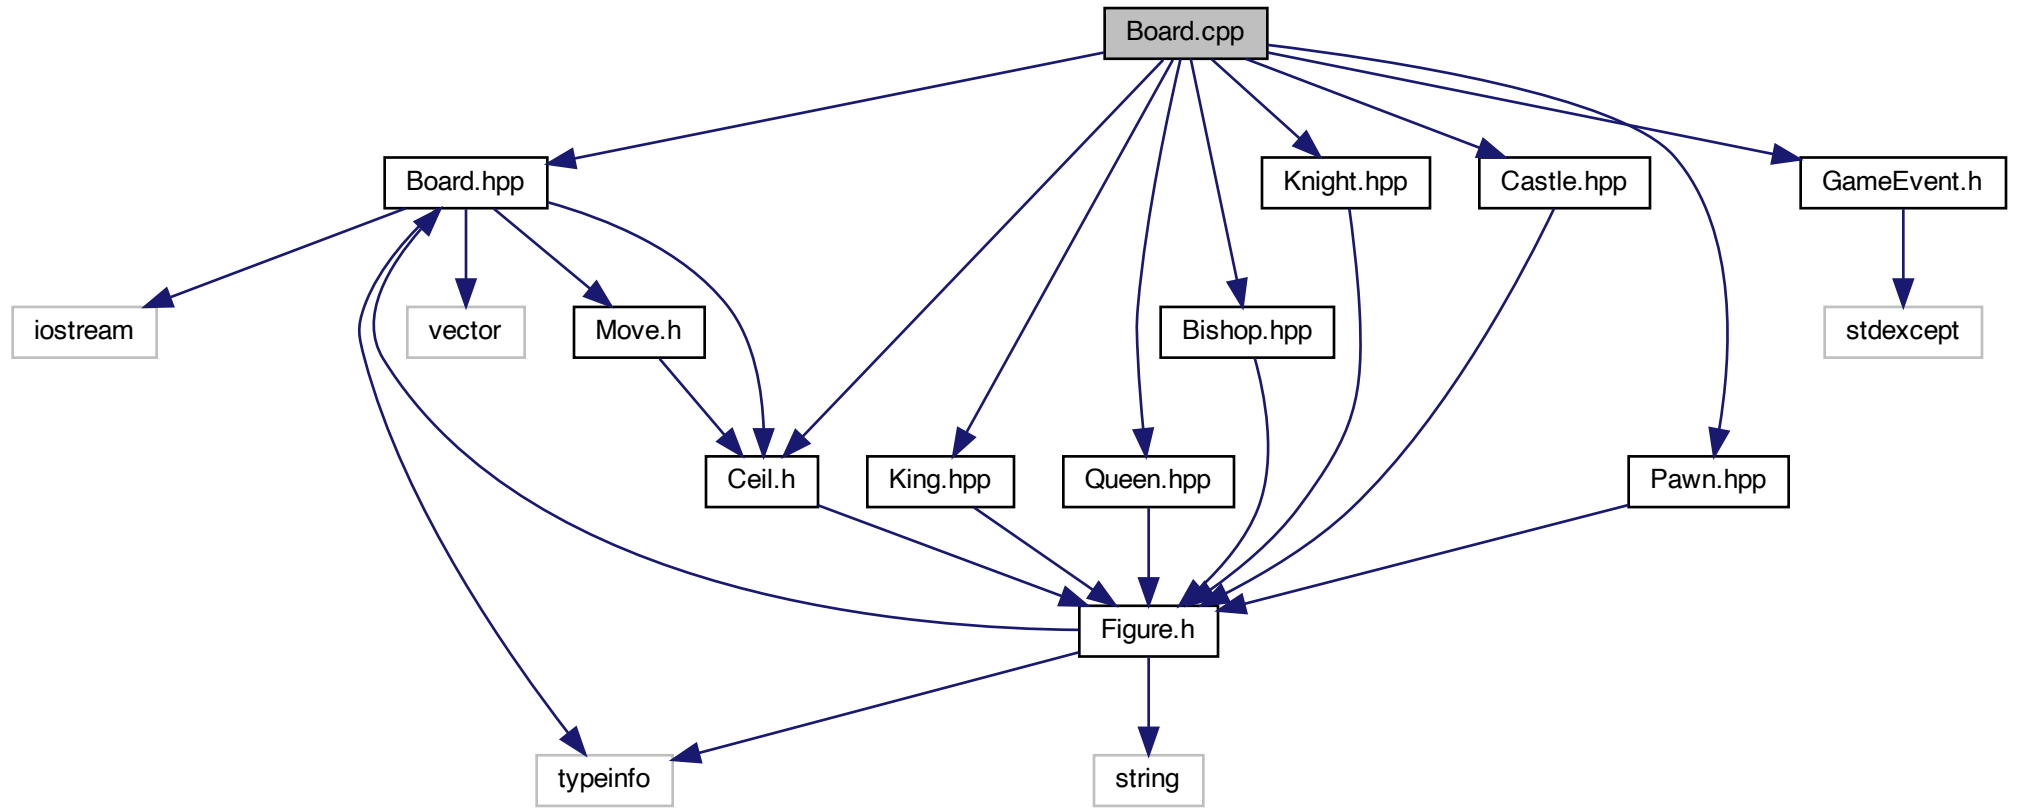 Board.cpp
Board.hpp
Knight.hpp
Castle.hpp
GameEvent.h
iostream
vector
Move.h
Bishop.hpp
stdexcept
Ceil.h
King.hpp
Queen.hpp
Pawn.hpp
Figure.h
typeinfo
string